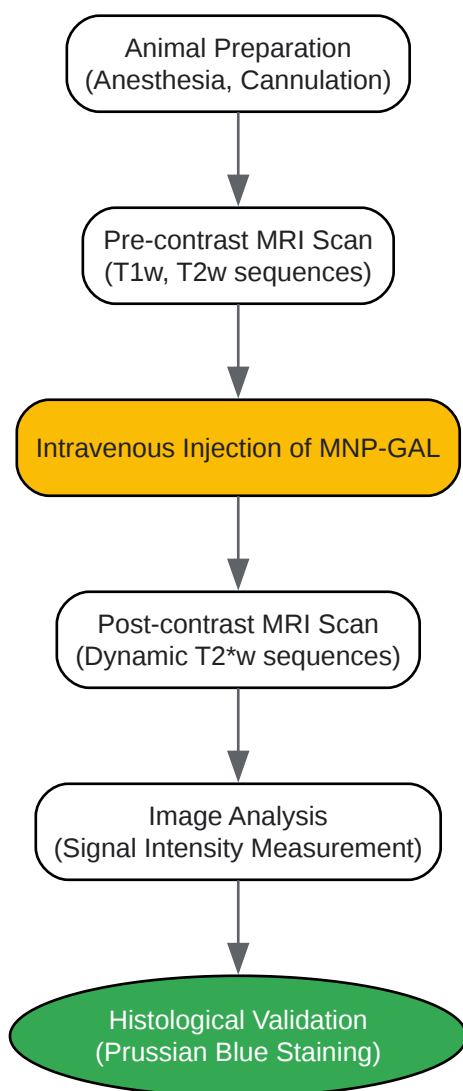 Animal Preparation
(Anesthesia, Cannulation)
Pre-contrast MRI Scan
(T1w, T2w sequences)
Intravenous Injection of MNP-GAL
Post-contrast MRI Scan
(Dynamic T2*w sequences)
Image Analysis
(Signal Intensity Measurement)
Histological Validation
(Prussian Blue Staining)